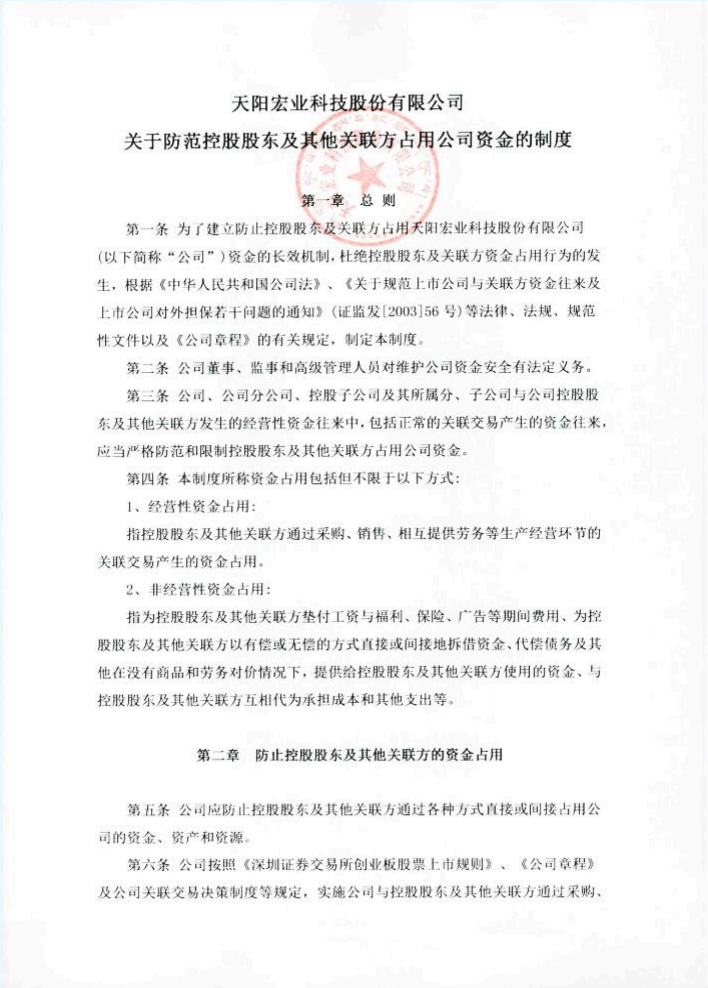 天阳宏业科技股份有限公司
关于防范控股股东及其他关联方占用公司资金的制度
第一章 总 则
第一条 为了建立防止控股股东及关联方占用天阳宏业科技股份有限公司
(以下简称“公司”)资金的长效机制,杜绝控股股东及关联方资金占用行为的发
生，根据《中华人民共和国公司法》、《关于规范上市公司与关联方资金往来及
上市公司对外担保若干问题的通知》(证监发[2003]56 号)等法律、法规、规范
性文件以及《公司章程》的有关规定，制定本制度。
第二条 公司董事、监事和高级管理人员对维护公司资金安全有法定义务。
第三条 公司、公司分公司、控股子公司及其所属分、子公司与公司控股股
东及其他关联方发生的经营性资金往来中,包括正常的关联交易产生的资金往来,
应当严格防范和限制控股股东及其他关联方占用公司资金。
第四条 本制度所称资金占用包括但不限于以下方式:
1、经营性资金占用:
指控股股东及其他关联方通过采购、销售、相互提供劳务等生产经营环节的
关联交易产生的资金占用。
2、非经营性资金占用:
指为控股股东及其他关联方垫付工资与福利、保险、广告等期间费用、为控
股股东及其他关联方以有偿或无偿的方式直接或间接地拆借资金、代偿债务及其
他在没有商品和劳务对价情况下，提供给控股股东及其他关联方使用的资金、与
控股股东及其他关联方互相代为承担成本和其他支出等。
第二章 防止控股股东及其他关联方的资金占用
第五条 公司应防止控股股东及其他关联方通过各种方式直接或间接占用公
司的资金、资产和资源。
第六条 公司按照《深圳证券交易所创业板股票上市规则》、《公司章程》
及公司关联交易决策制度等规定，实施公司与控股股东及其他关联方通过采购、